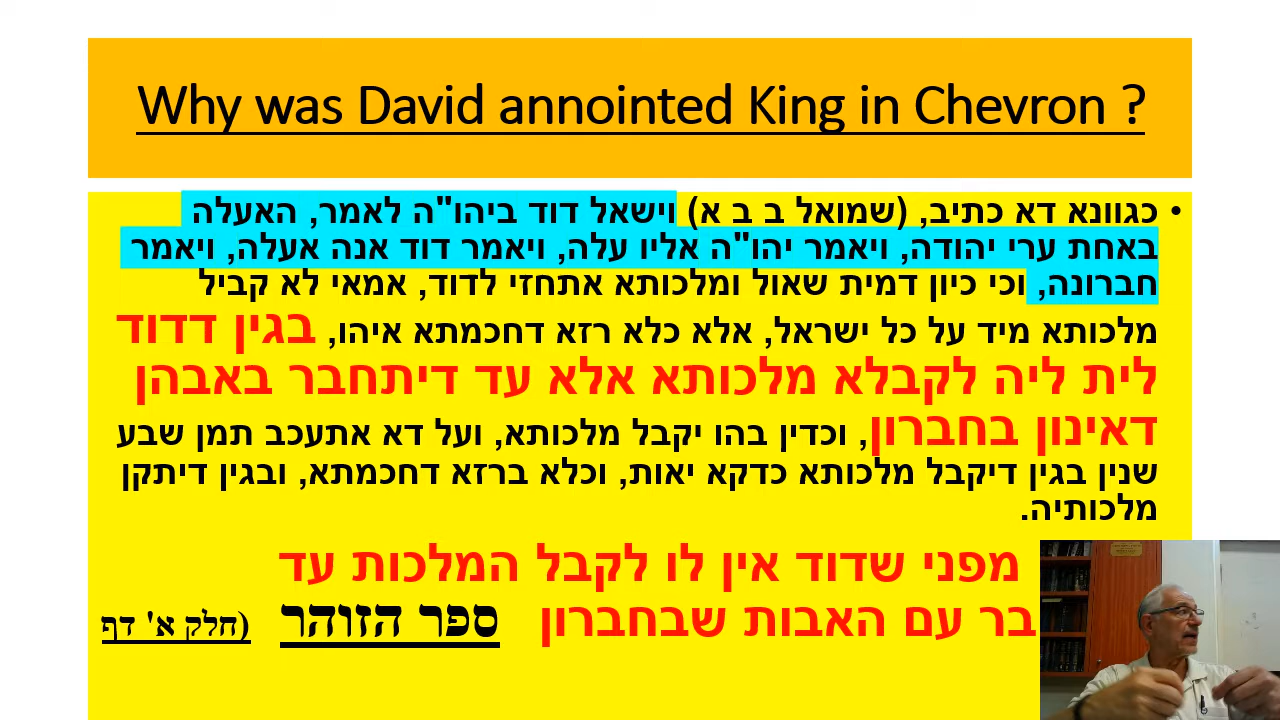 Why was David annointed King in Chevron ?
• כגוונא דא כתיב, (שמואל ב ב א) וישאל דוד ביהו"ה לאמר, האעלה
באחת ערי יהודה, ויאמר יהו"ה אליו עלה, ויאמר דוד אנה אעלה, ויאמר
חברונה, וכי כיון דמית שאול ומלכותא אתחזי לדוד, אמאי לא קביל
מלכותא מיד על כל ישראל, אלא כלא רזא דחכמתא איהו, בגין דדוד
לית ליה לקבלא מלכותא אלא עד דיתחבר באבהן
דאינון בחברון, וכדין בהו יקבל מלכותא, ועל דא אתעכב תמן שבע
שנין בגין דיקבל מלכותא כדקא יאות, וכלא ברזא דחכמתא, ובגין דיתקן
מלכותיה.
מפני שדוד אין לו לקבל המלכות עד
בר עם האבות שבחברון ספר הזוהר (חלק א' דף